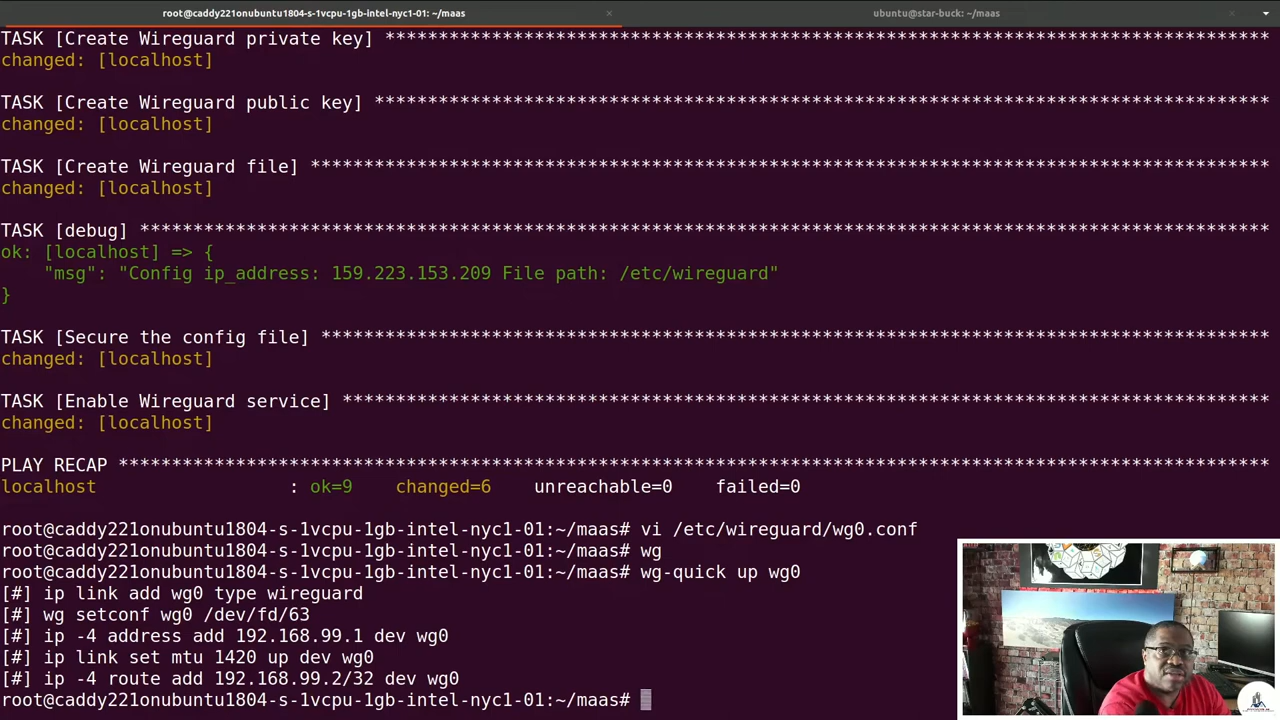 root@caddy221onubuntu1804-s-1vcpu-1gb-intel-nyc1-01: ~/maas
ubuntu@star-buck: ~/maas
TASK [Create Wireguard private key] ***********************************************************************************
changed: [localhost]
TASK [Create Wireguard public key] ************************************************************************************
changed: [localhost]
TASK [Create Wireguard file] ******************************************************************************************
changed: [localhost]
TASK [debug] **********************************************************************************************************
ok: [localhost] => {
"msg": "Config ip_address: 159.223.153.209 File path: /etc/wireguard"
}
TASK [Secure the config file] *****************************************************************************************
changed: [localhost]
TASK [Enable Wireguard service] ***************************************************************************************
changed: [localhost]
PLAY RECAP ************************************************************************************************************
localhost : ok=9 changed=6 unreachable=0 failed=0
root@caddy221onubuntu1804-s-1vcpu-1gb-intel-nyc1-01:~/maas# vi /etc/wireguard/wg0.conf
root@caddy221onubuntu1804-s-1vcpu-1gb-intel-nyc1-01:~/maas# wg
root@caddy221onubuntu1804-s-1vcpu-1gb-intel-nyc1-01:~/maas# wg-quick up wg0
[#] ip link add wg0 type wireguard
[#] wg setconf wg0 /dev/fd/63
[#] ip -4 address add 192.168.99.1 dev wg0
[#] ip link set mtu 1420 up dev wg0
[#] ip -4 route add 192.168.99.2/32 dev wg0
root@caddy221onubuntu1804-s-1vcpu-1gb-intel-nyc1-01:~/maas#